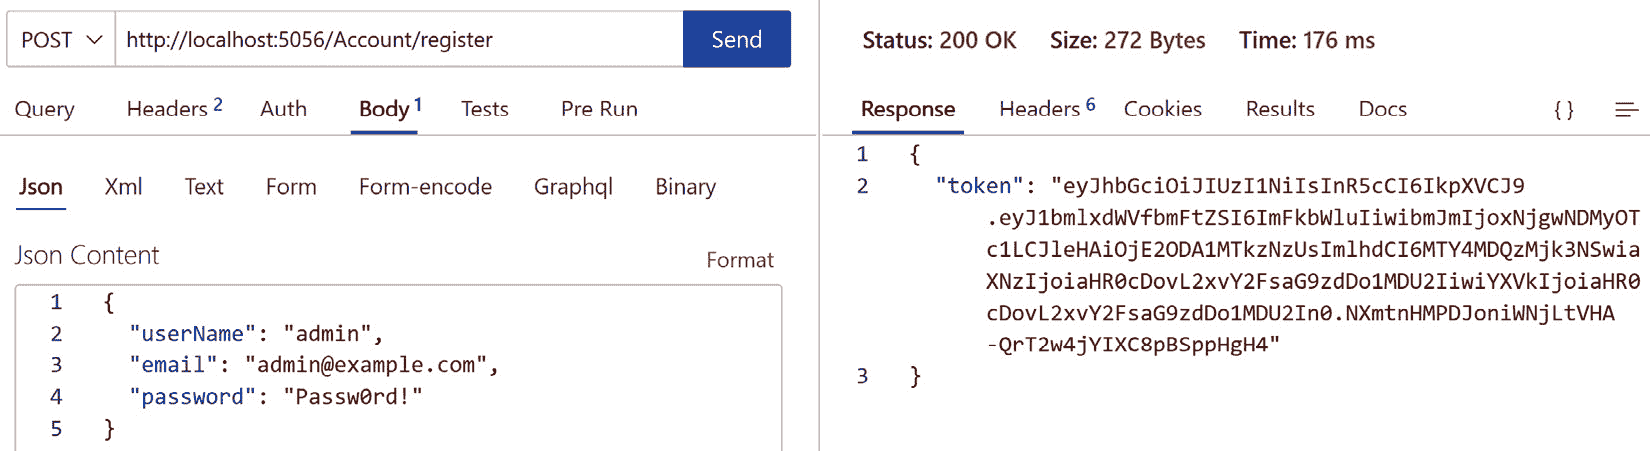 POST http://localhost:5056/Account/register Send
Query Headers 2 Auth Body 1 Tests Pre Run
Json Xml Text Form Form-encode Graphql Binary
Json Content Format
1 {
2 "userName": "admin",
3 "email": "admin@example.com",
4 "password": "Passw0rd!"
5 }
Status: 200 OK Size: 272 Bytes Time: 176 ms
Response Headers 6 Cookies Results Docs {}
1 {
2 "token": "eyJhbGciOiJIUzI1NiIsInR5cCI6IkpXVCJ9
.eyJ1bmlxdWVfbmFtZSI6ImFkbWluIiwibmJmIjoxNjgwNDMyOT
c1LCJleHAiOjE2ODA1MTkzNzUsImlhdCI6MTY4MDQzMjk3NSwia
XNzIjoiaHR0cDovL2xvY2FsaG9zdDo1MDU2IiwiYXVkIjoiaHR0
cDovL2xvY2FsaG9zdDo1MDU2In0.NXmtnHMPDJoniWNjLtVHA
-QrT2w4jYIXC8pBSppHgH4"
3 }